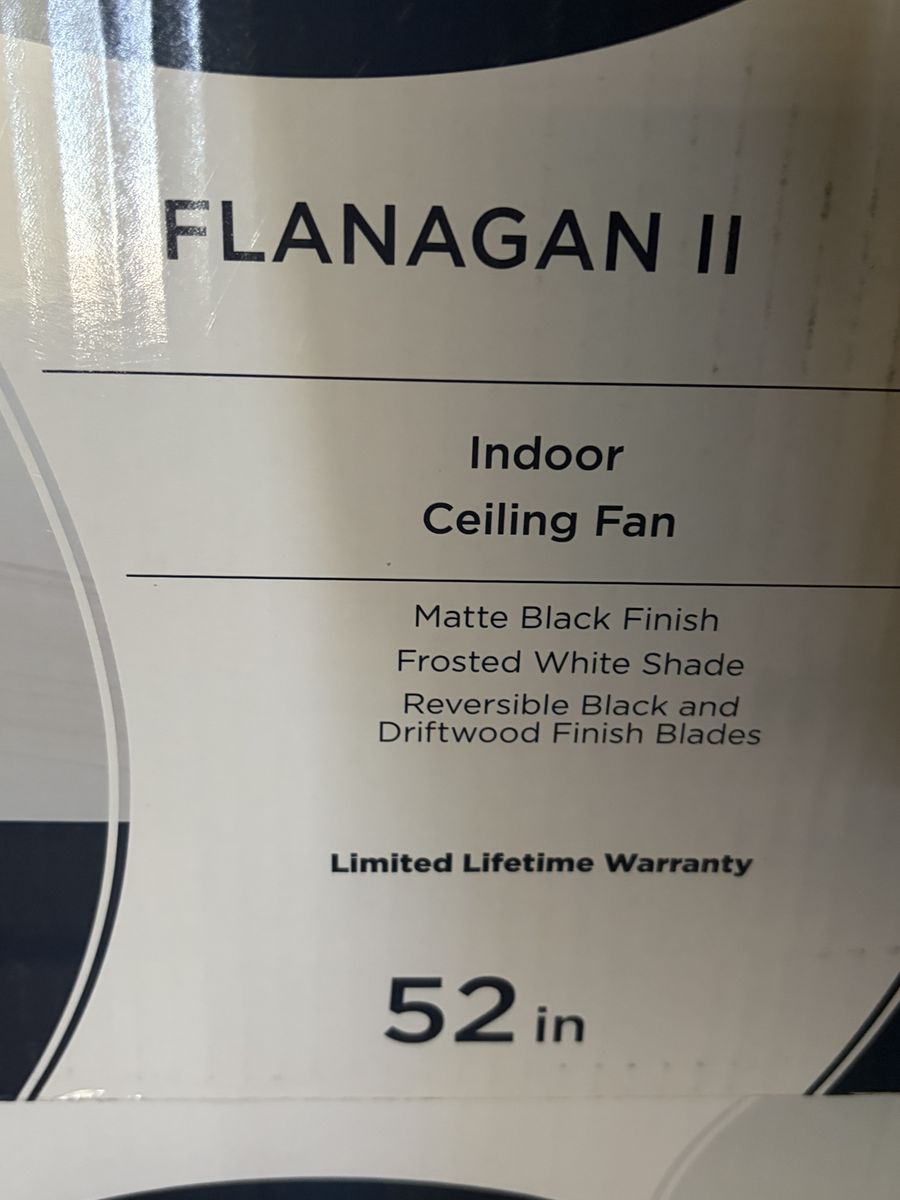 FLANAGAN II
Indoor
Ceiling Fan
Matte Black Finish
Frosted White Shade
Reversible Black and
Driftwood Finish Blades
Limited Lifetime Warranty
52 in